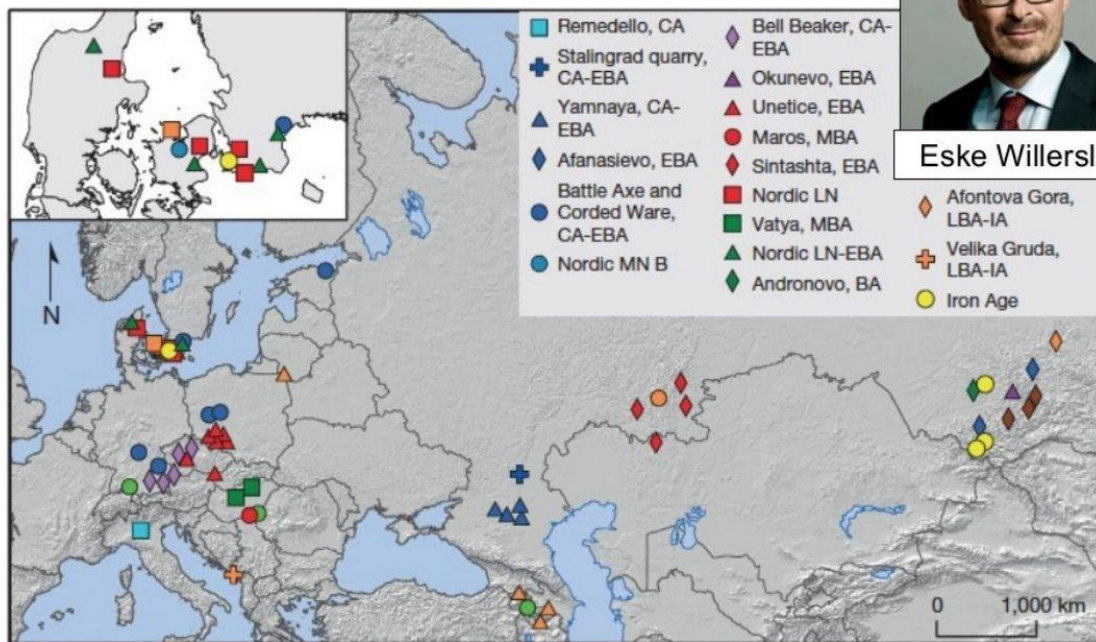 Remedello, CA
Stalingrad quarry,
CA-EBA
Yamnaya, CA-
EBA
Afanasievo, EBA
Battle Axe and
Corded Ware,
CA-EBA
Nordic MN B
Bell Beaker, CA-
EBA
Okunevo, EBA
Unetice, EBA
Maros, MBA
Sintashta, EBA
Nordic LN
Vatya, MBA
Nordic LN-EBA
Andronovo, BA
Eske Willersl
Afontova Gora,
LBA-IA
Velika Gruda,
LBA-IA
Iron Age
N
0 1,000 km